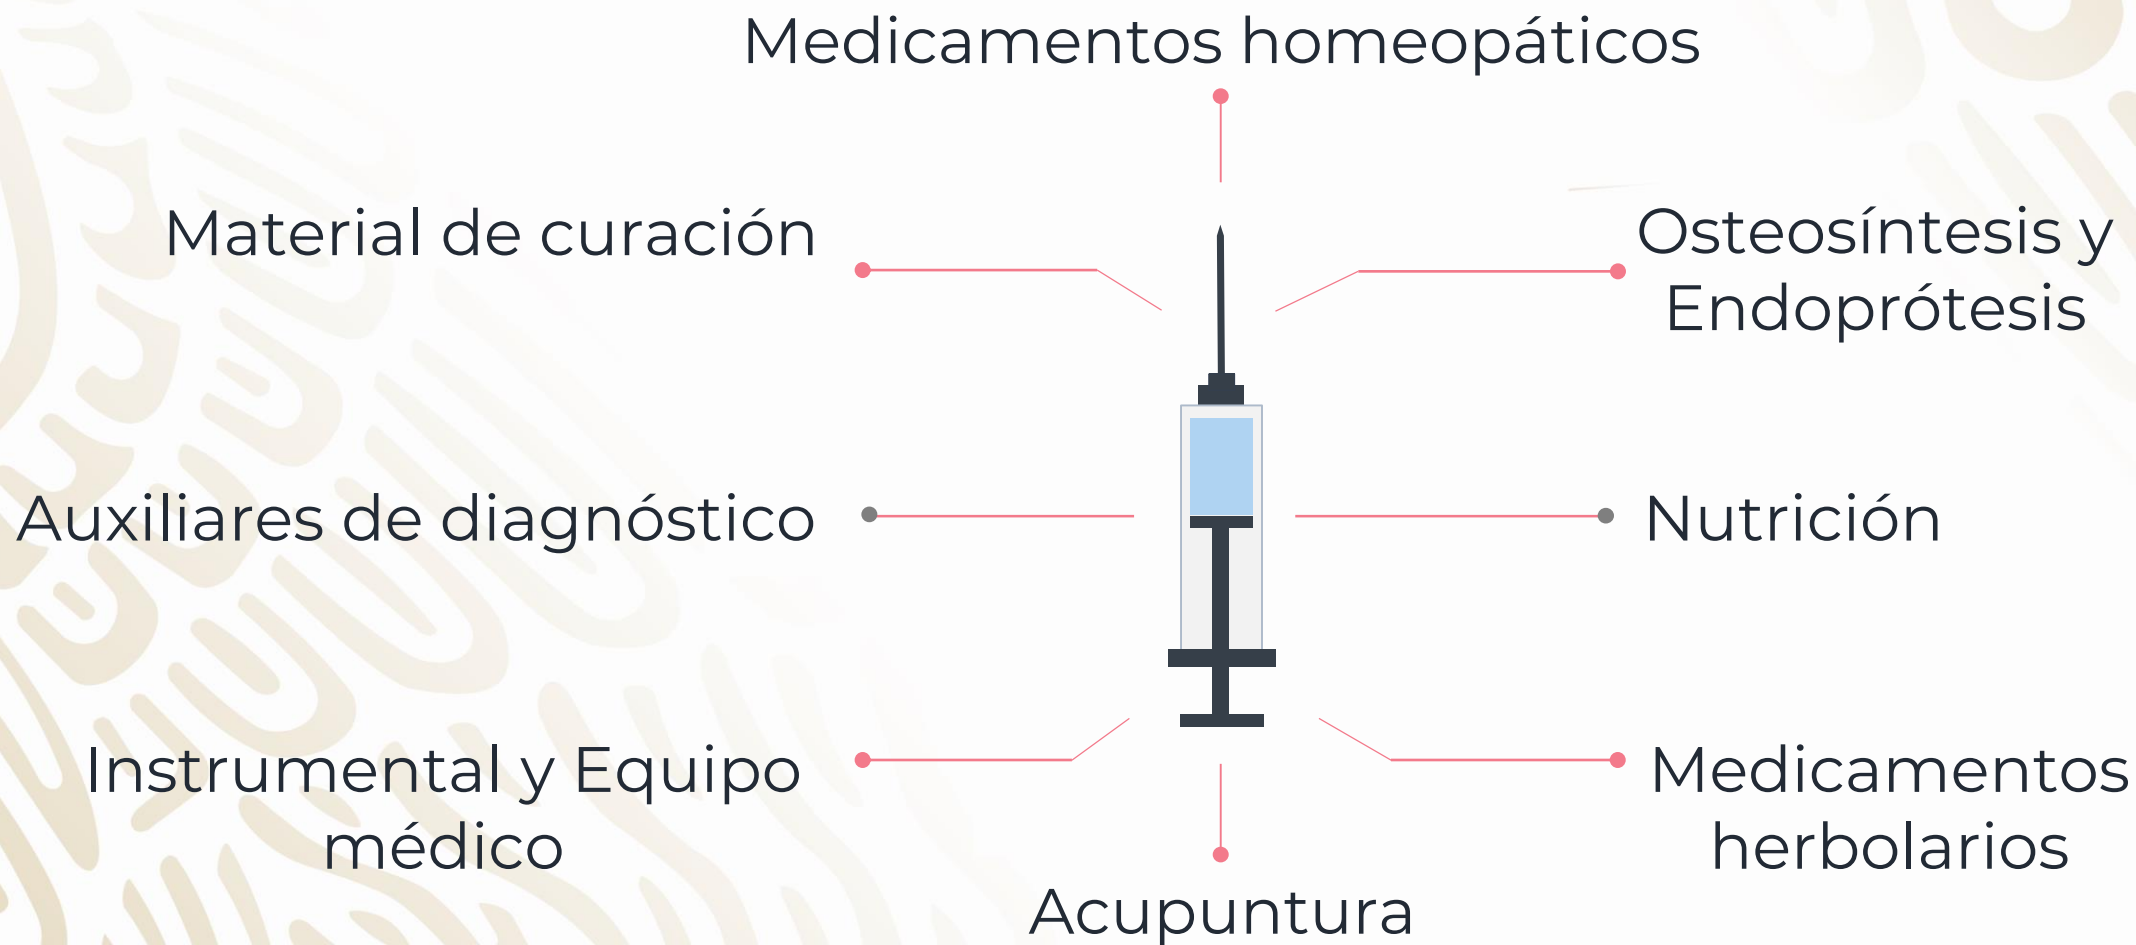 Medicamentos homeopáticos
Material de curación
Osteosíntesis y
Endoprótesis
Auxiliares de diagnóstico
Nutrición
Instrumental y Equipo
médico
Medicamentos
herbolarios
Acupuntura